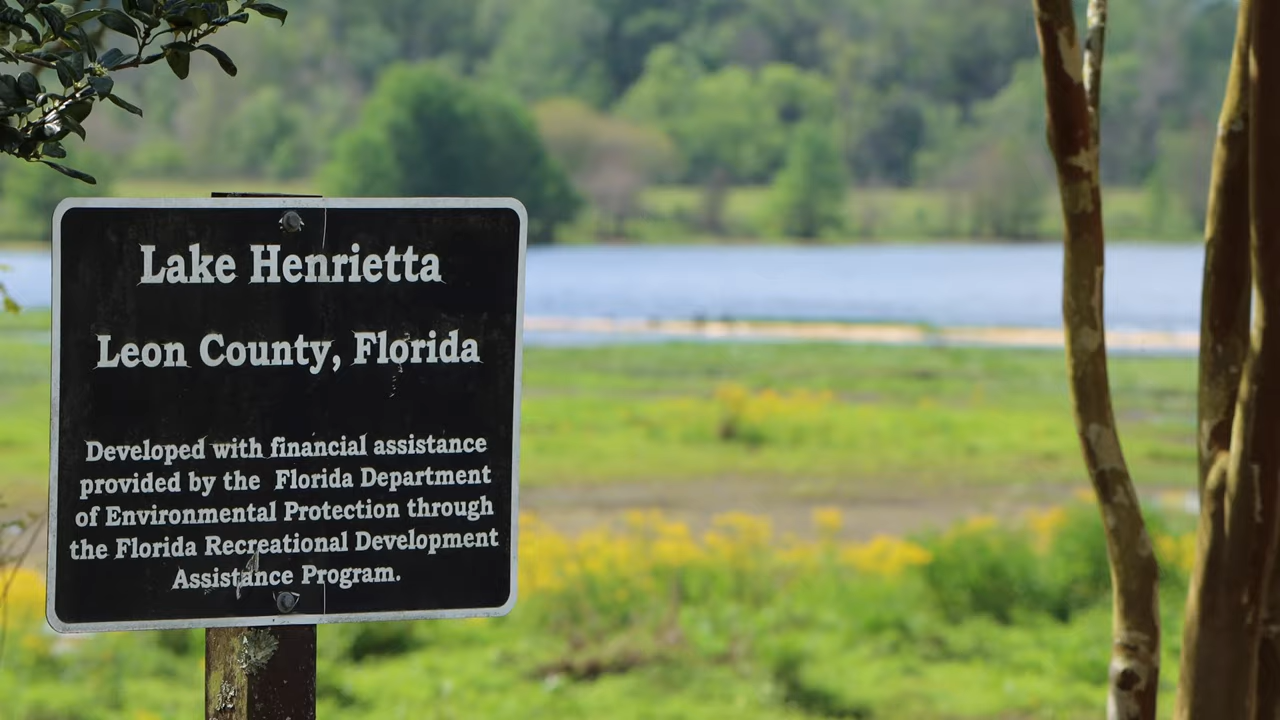 Lake Henrietta
Leon County, Florida
Developed with financial assistance
provided by the Florida Department
of Environmental Protection through
the Florida Recreational Development
Assistance Program.